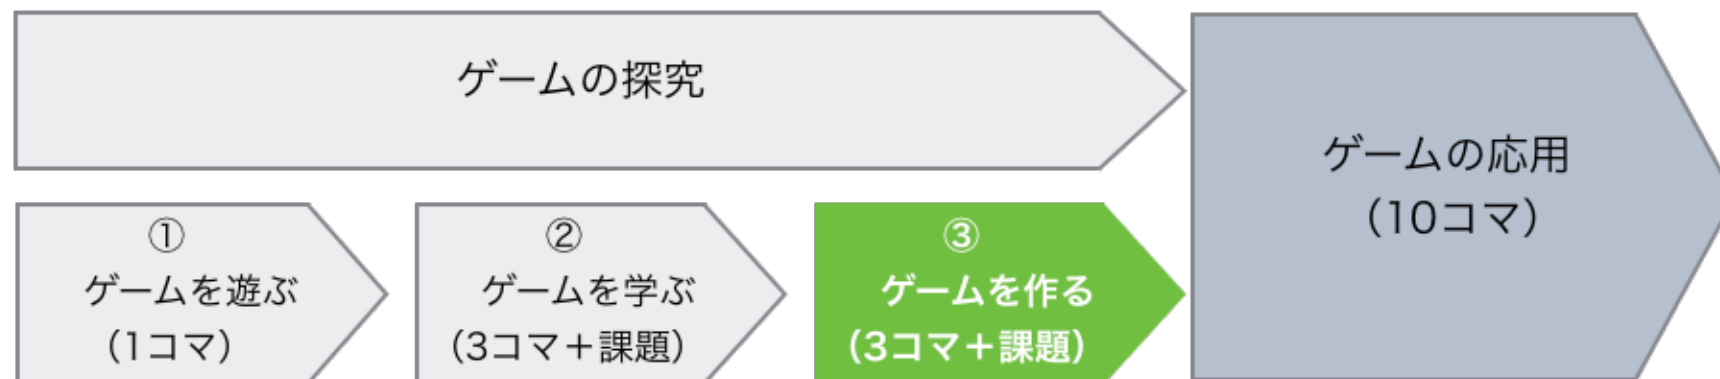 ゲームの探究
ゲームの応用
（10コマ）
①
ゲームを遊ぶ
（1コマ）
②
ゲームを学ぶ
（3コマ＋課題）
③
ゲームを作る
（3コマ＋課題）